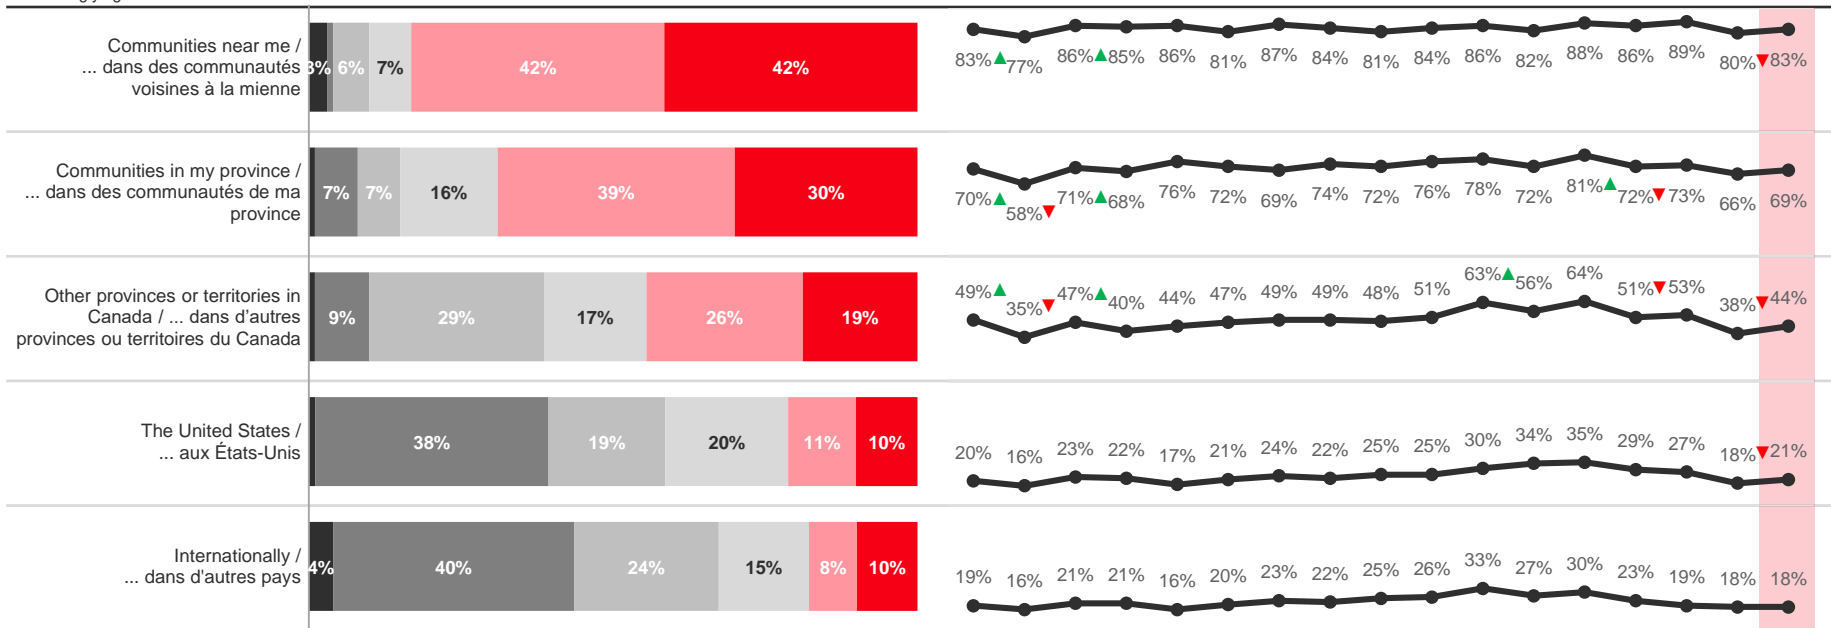 Communities near me /
... dans des communautés
voisines à la mienne
3% 6% 7% 42% 42%
83% 77% 86% 85% 86% 81% 87% 84% 81% 84% 86% 82% 88% 86% 89% 80% 83%
Communities in my province /
... dans des communautés de ma
province
7% 7% 16% 39% 30%
70% 58% 71% 68% 76% 72% 69% 74% 72% 76% 78% 72% 81% 72% 73% 66% 69%
Other provinces or territories in
Canada / ... dans d’autres
provinces ou territoires du Canada
9% 29% 17% 26% 19%
49% 35% 47% 40% 44% 47% 49% 49% 48% 51% 63% 56% 64% 51% 53% 38% 44%
The United States /
... aux États-Unis
38% 19% 20% 11% 10%
20% 16% 23% 22% 17% 21% 24% 22% 25% 25% 30% 34% 35% 29% 27% 18% 21%
Internationally /
... dans d'autres pays
4% 40% 24% 15% 8% 10%
19% 16% 21% 21% 16% 20% 23% 22% 25% 26% 33% 27% 30% 23% 19% 18% 18%